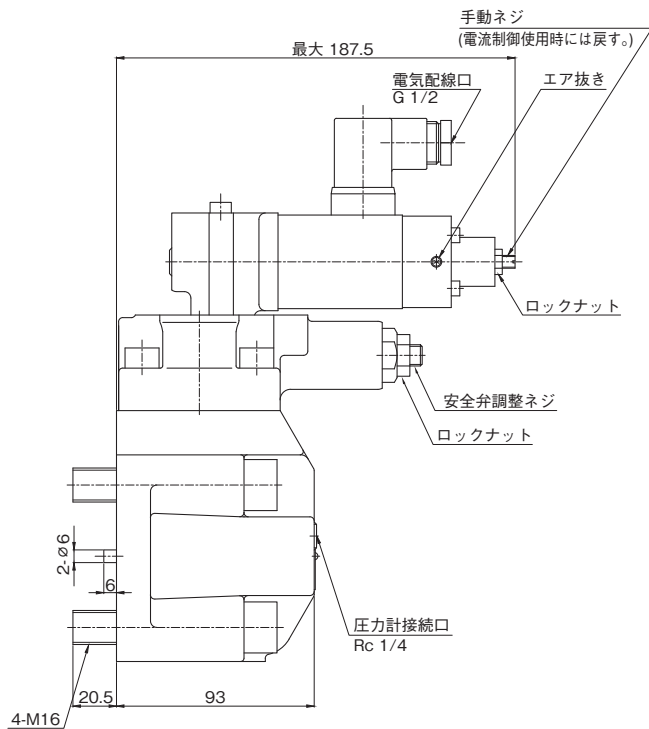 手動ネジ
(電流制御使用時には戻す。)
最大 187.5
電気配線口
G 1/2
エア抜き
ロックナット
安全弁調整ネジ
ロックナット
2-ø6
6
圧力計接続口
Rc 1/4
20.5
93
4-M16